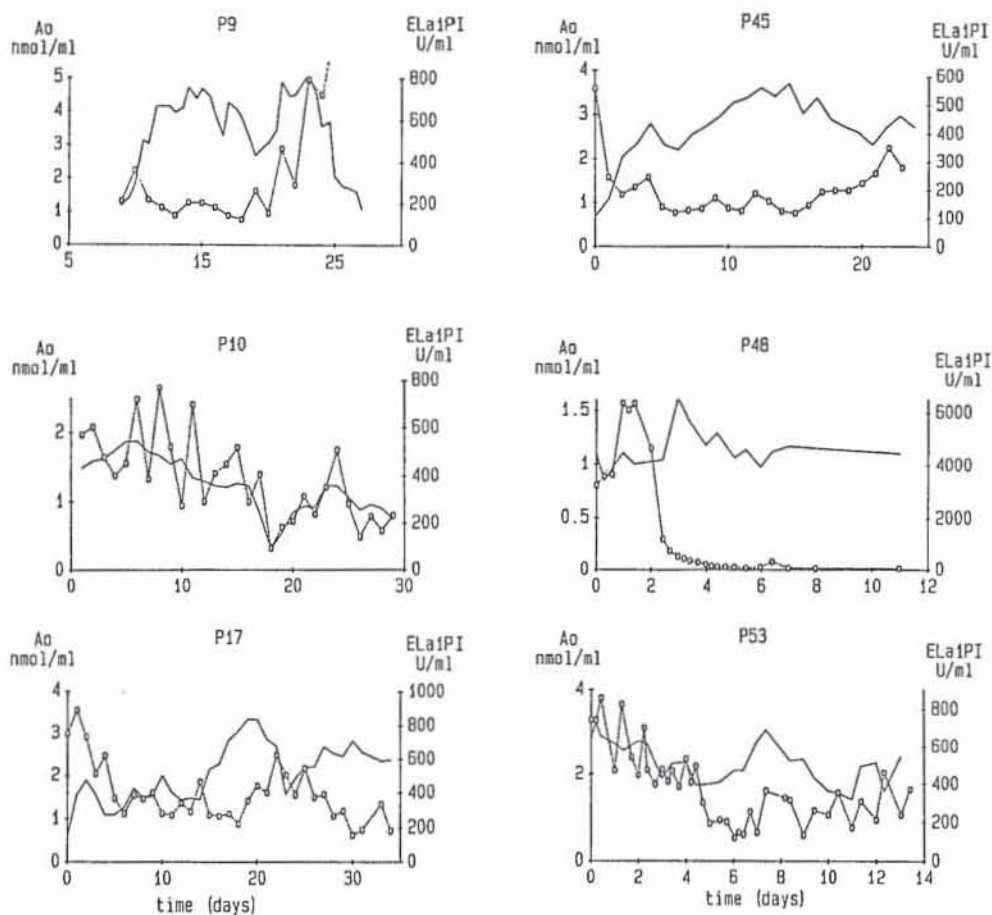 P9
Ao
nmol/ml
ELa1PI
U/ml
5
4
3
2
1
0
800
600
400
200
0
5
15
25
P45
Ao
nmol/ml
ELa1PI
U/ml
4
3
2
1
0
600
500
400
300
200
100
0
0
10
20
P10
Ao
nmol/ml
ELa1PI
U/ml
2
1
0
800
600
400
200
0
0
10
20
30
P48
Ao
nmol/ml
ELa1PI
U/ml
1.5
1
0.5
0
6000
4000
2000
0
0
2
4
6
8
10
12
P17
Ao
nmol/ml
ELa1PI
U/ml
4
3
2
1
0
1000
800
600
400
200
0
0
10
20
30
time (days)
P53
Ao
nmol/ml
ELa1PI
U/ml
4
2
0
800
600
400
200
0
0
2
4
6
8
10
12
14
time (days)